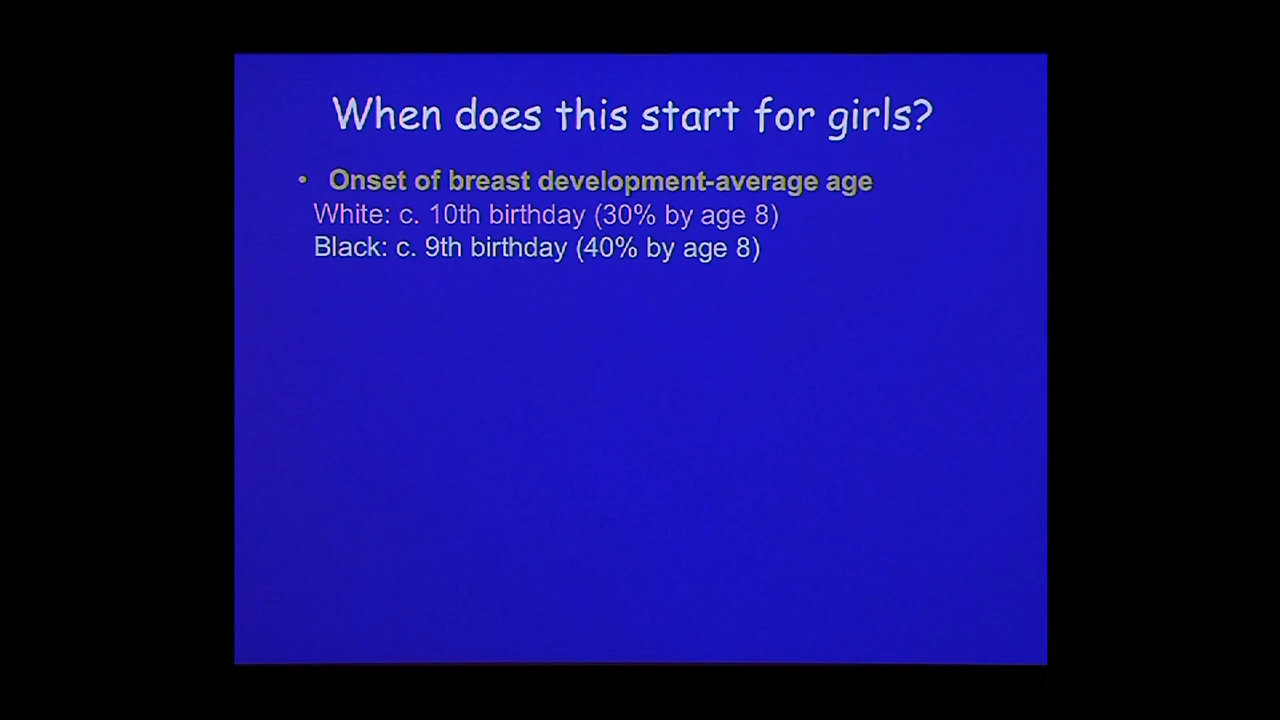 When does this start for girls?
• Onset of breast development-average age
White: c. 10th birthday (30% by age 8)
Black: c. 9th birthday (40% by age 8)